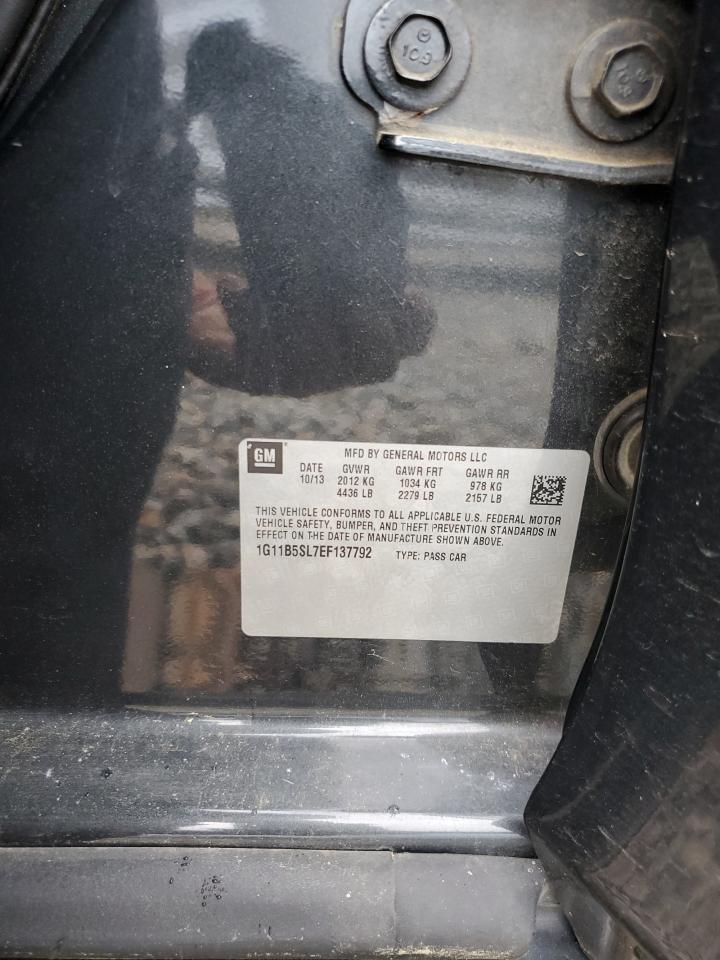 10.9
GM
MFD BY GENERAL MOTORS LLC
DATE GVWR GAWR FRT GAWR RR
10/13 2012 KG 1034 KG 978 KG
4436 LB 2279 LB 2157 LB
THIS VEHICLE CONFORMS TO ALL APPLICABLE U.S. FEDERAL MOTOR
VEHICLE SAFETY, BUMPER, AND THEFT PREVENTION STANDARDS IN
EFFECT ON THE DATE OF MANUFACTURE SHOWN ABOVE.
1G11B5SL7EF137792 TYPE: PASS CAR